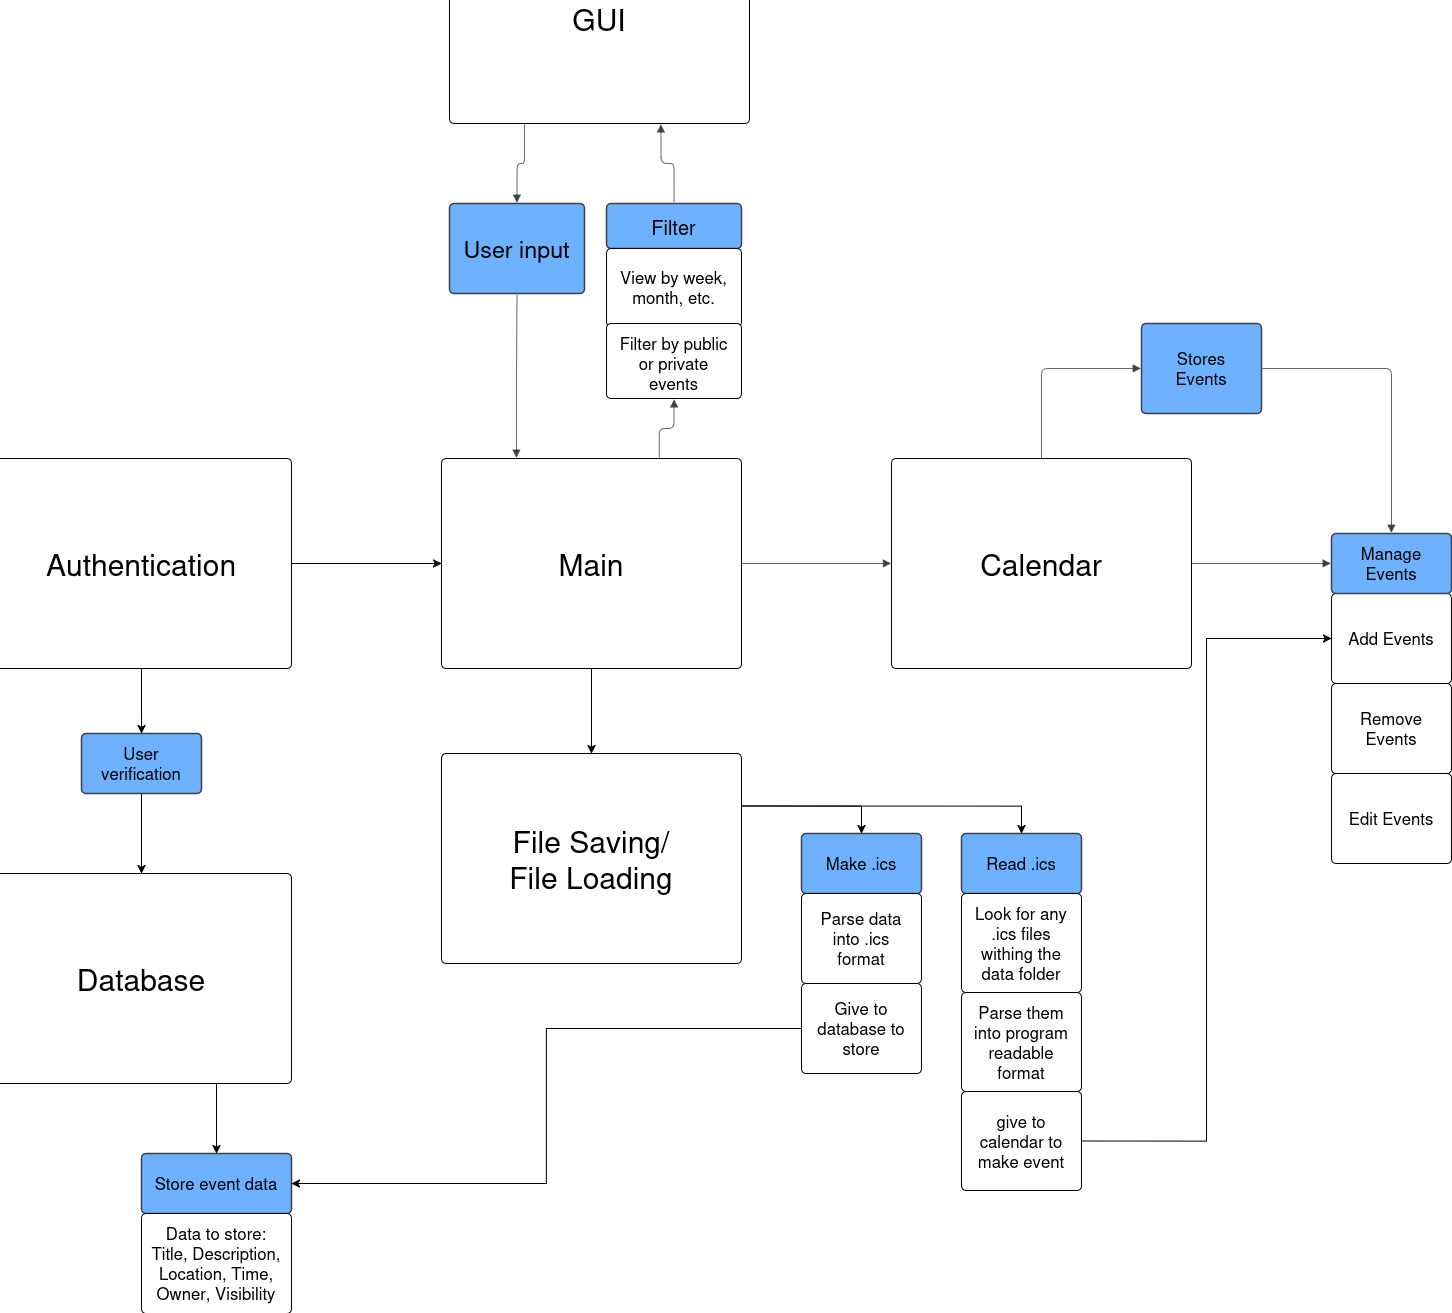 GUI
User input
Filter
View by week,
month, etc.
Filter by public
or private
events
Stores
Events
Authentication
Main
Calendar
Manage
Events
Add Events
Remove
Events
Edit Events
User
verification
File Saving/
File Loading
Make .ics
Parse data
into .ics
format
Give to
database to
store
Read .ics
Look for any
.ics files
withing the
data folder
Parse them
into program
readable
format
give to
calendar to
make event
Database
Store event data
Data to store:
Title, Description,
Location, Time,
Owner, Visibility